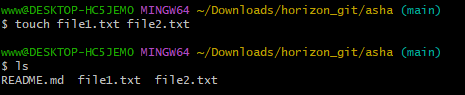 www@DESKTOP-HC5JEMO MINGW64 ~/Downloads/horizon_git/asha (main)
$ touch file1.txt file2.txt
www@DESKTOP-HC5JEMO MINGW64 ~/Downloads/horizon_git/asha (main)
$ ls
README.md  file1.txt  file2.txt